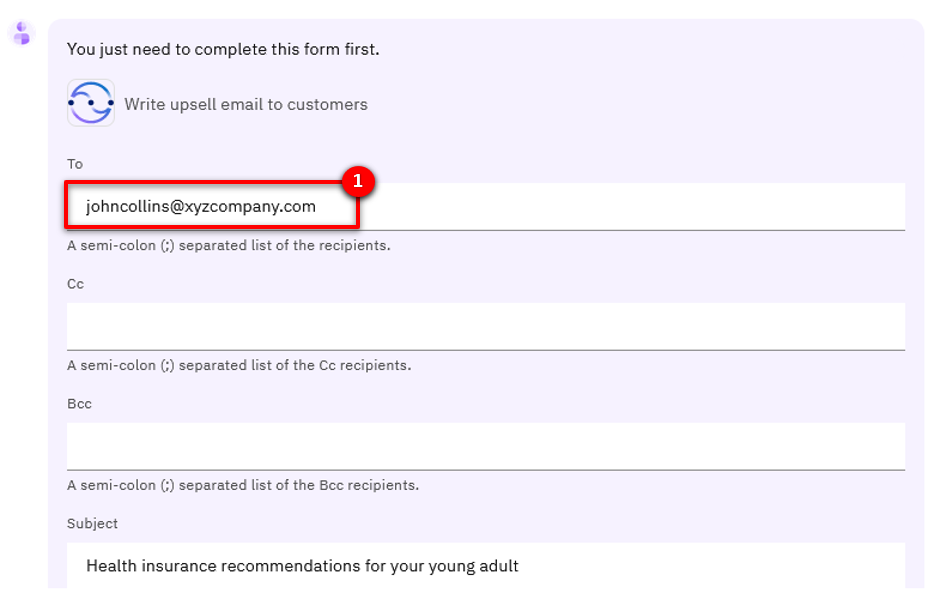 You just need to complete this form first.
Write upsell email to customers
To
1
johncollins@xyzcompany.com
A semi-colon (;) separated list of the recipients.
Cc
A semi-colon (;) separated list of the Cc recipients.
Bcc
A semi-colon (;) separated list of the Bcc recipients.
Subject
Health insurance recommendations for your young adult